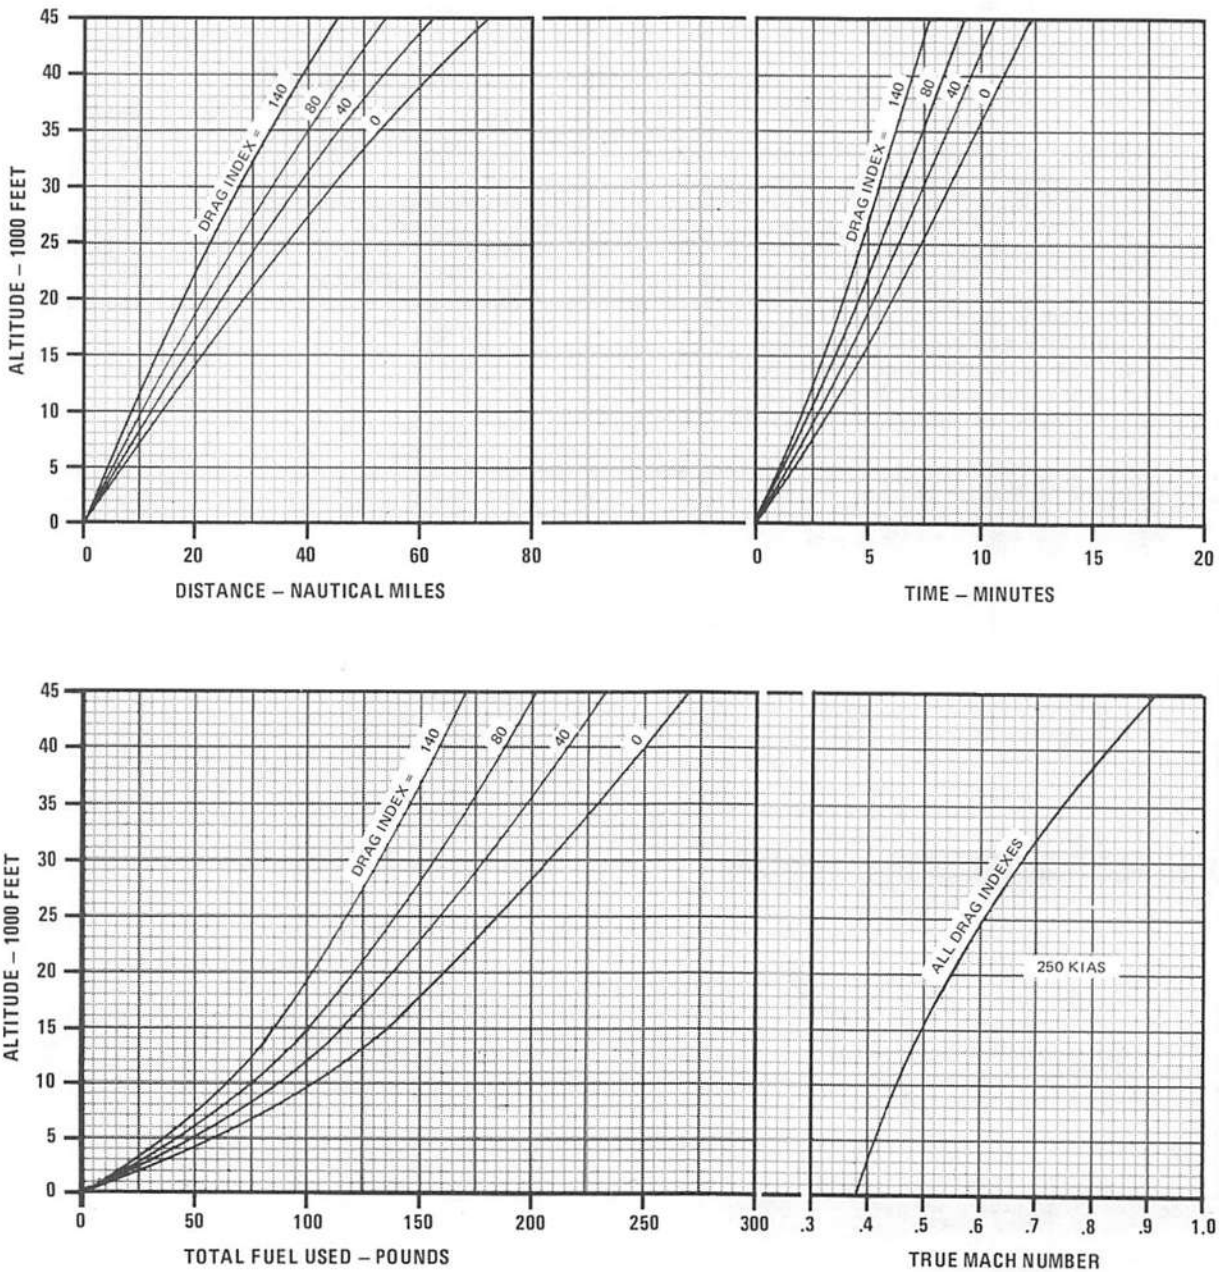 45
40
35
30
25
20
15
10
5
0
ALTITUDE – 1000 FEET
DRAG INDEX = 140
80
40
0
0 20 40 60 80
DISTANCE – NAUTICAL MILES
DRAG INDEX = 140
80
40
0
0 5 10 15 20
TIME – MINUTES
45
40
35
30
25
20
15
10
5
0
ALTITUDE – 1000 FEET
DRAG INDEX = 140
80
40
0
0 50 100 150 200 250 300
TOTAL FUEL USED – POUNDS
ALL DRAG INDEXES
250 KIAS
.3 .4 .5 .6 .7 .8 .9 1.0
TRUE MACH NUMBER